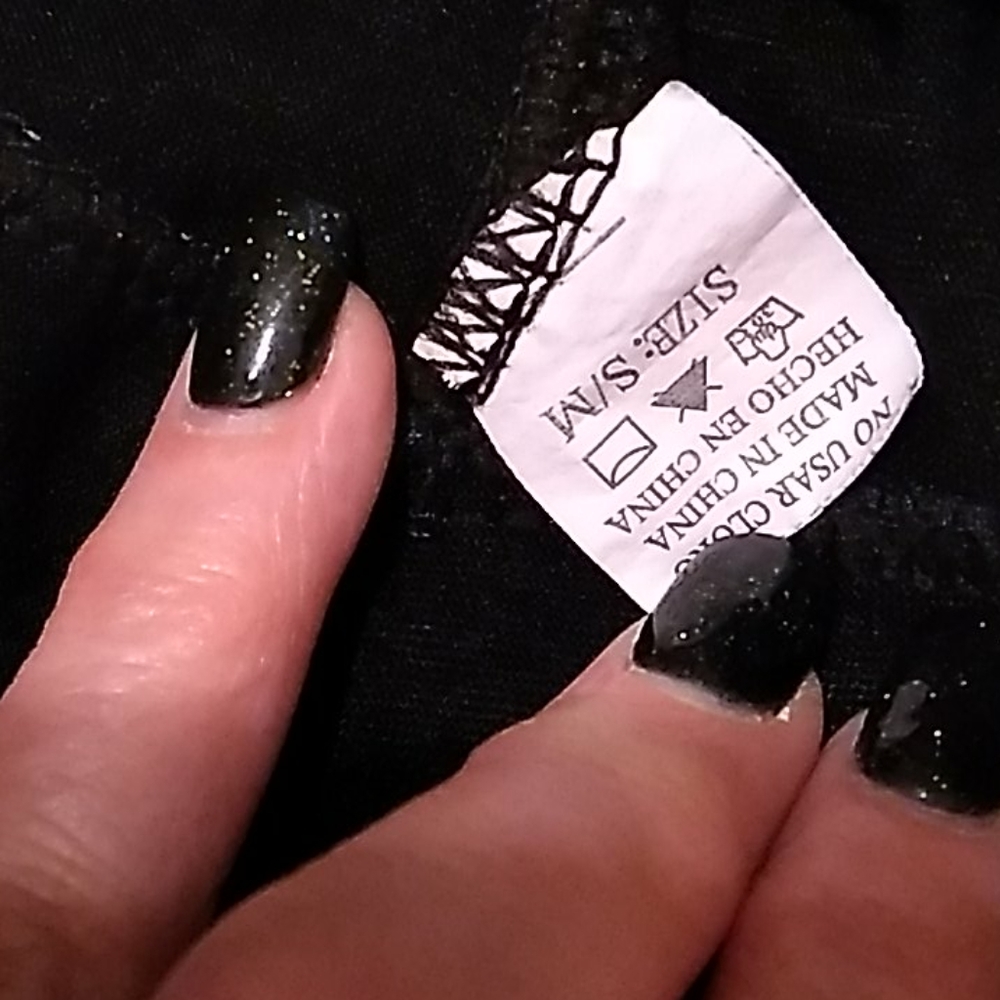 SIZE: S/M
HECHO EN CHINA
MADE IN CHINA
NO USAR